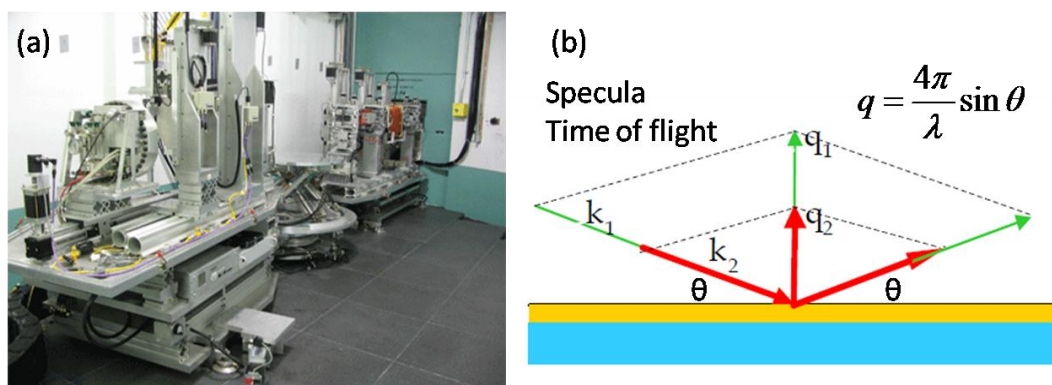 (a)
(b)
Specula
Time of flight
q = 4π/λ sin θ
q₁
k₁
q₂
k₂
θ
θ